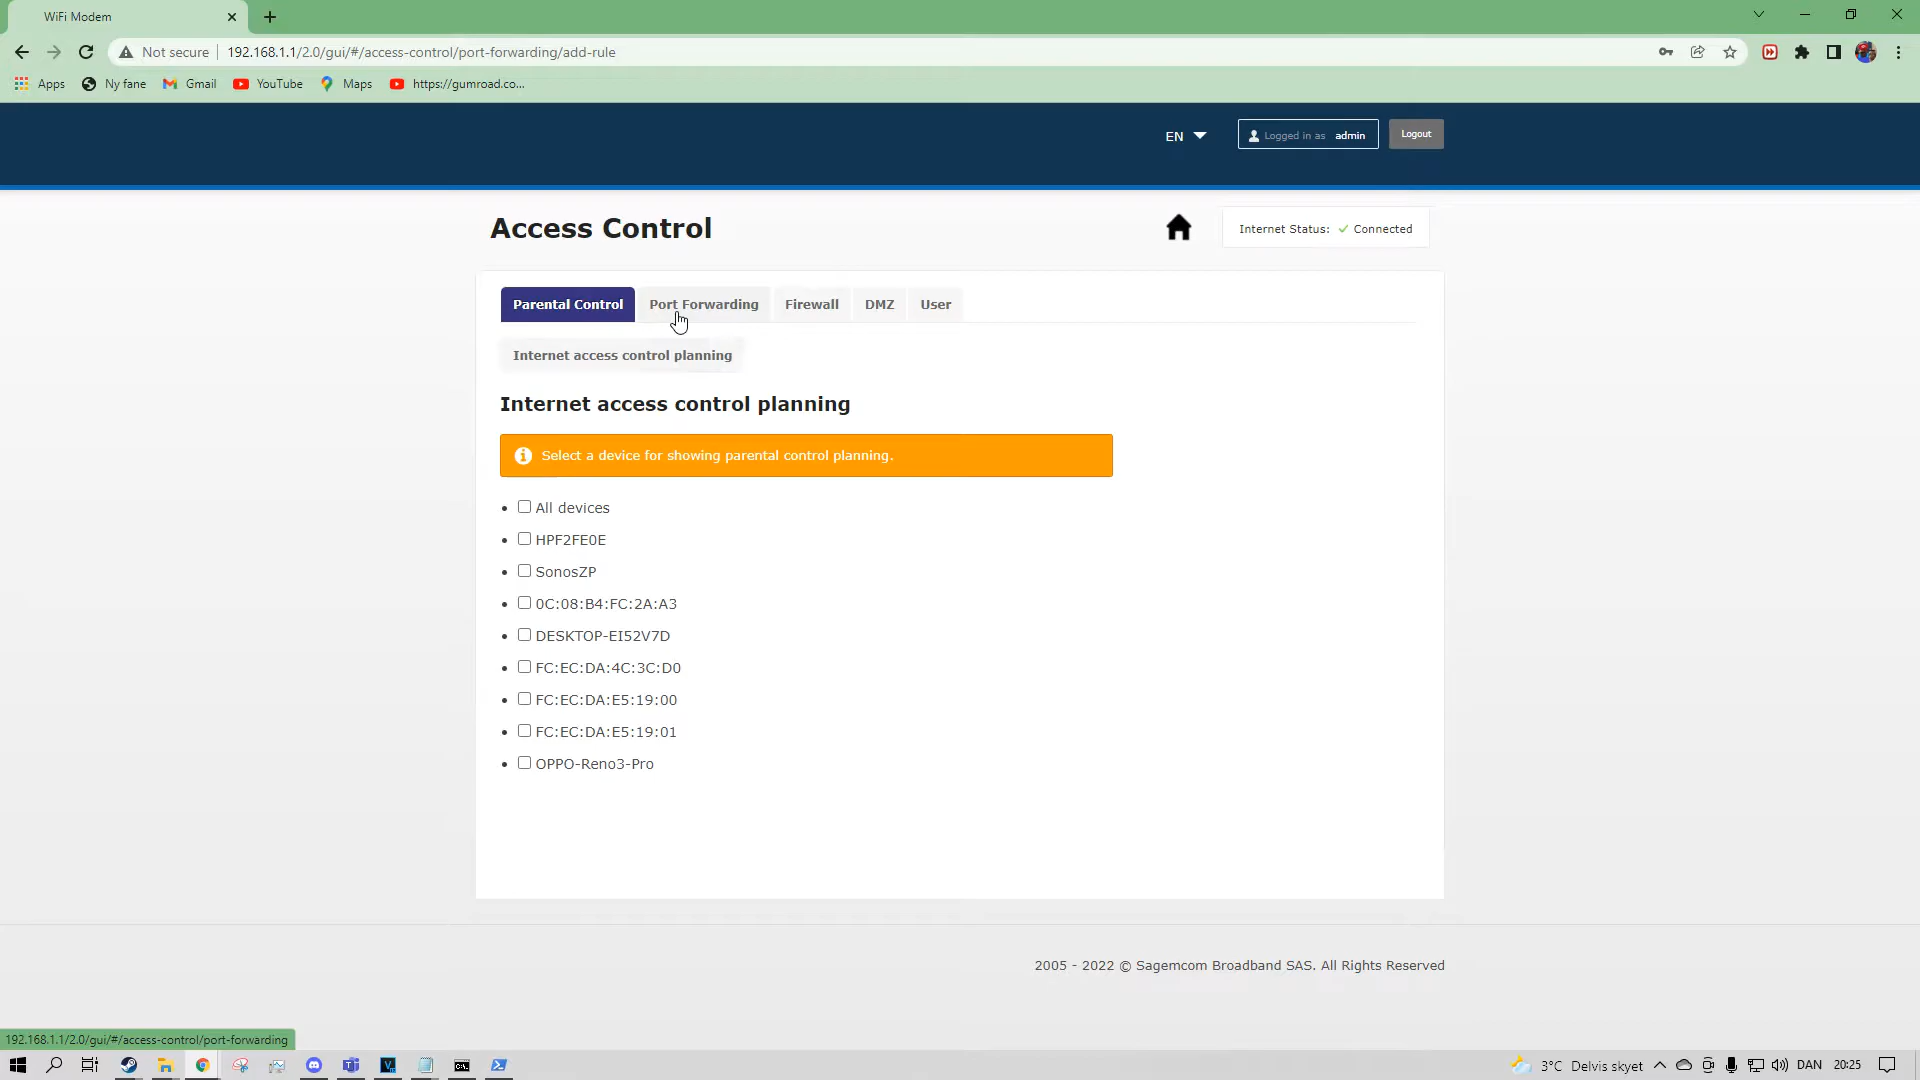 WiFi Modem
Not secure 192.168.1.1/2.0/gui/#/access-control/port-forwarding/add-rule
Apps Ny fane Gmail YouTube Maps https://gumroad.co...
EN Logged in as admin Logout
Access Control
Internet Status: Connected
Parental Control Port Forwarding Firewall DMZ User
Internet access control planning
Internet access control planning
Select a device for showing parental control planning.
All devices
HPF2FE0E
SonosZP
0C:08:B4:FC:2A:A3
DESKTOP-EI52V7D
FC:EC:DA:4C:3C:D0
FC:EC:DA:E5:19:00
FC:EC:DA:E5:19:01
OPPO-Reno3-Pro
2005 - 2022 © Sagemcom Broadband SAS. All Rights Reserved
192.168.1.1/2.0/gui/#/access-control/port-forwarding
3°C Delvis skyet DAN 20:25